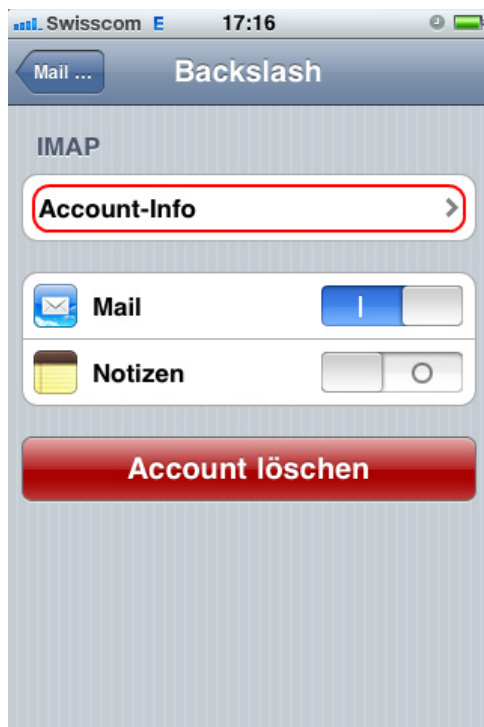 Swisscom E 17:16
Mail ... Backslash
IMAP
Account-Info
Mail
Notizen
Account löschen